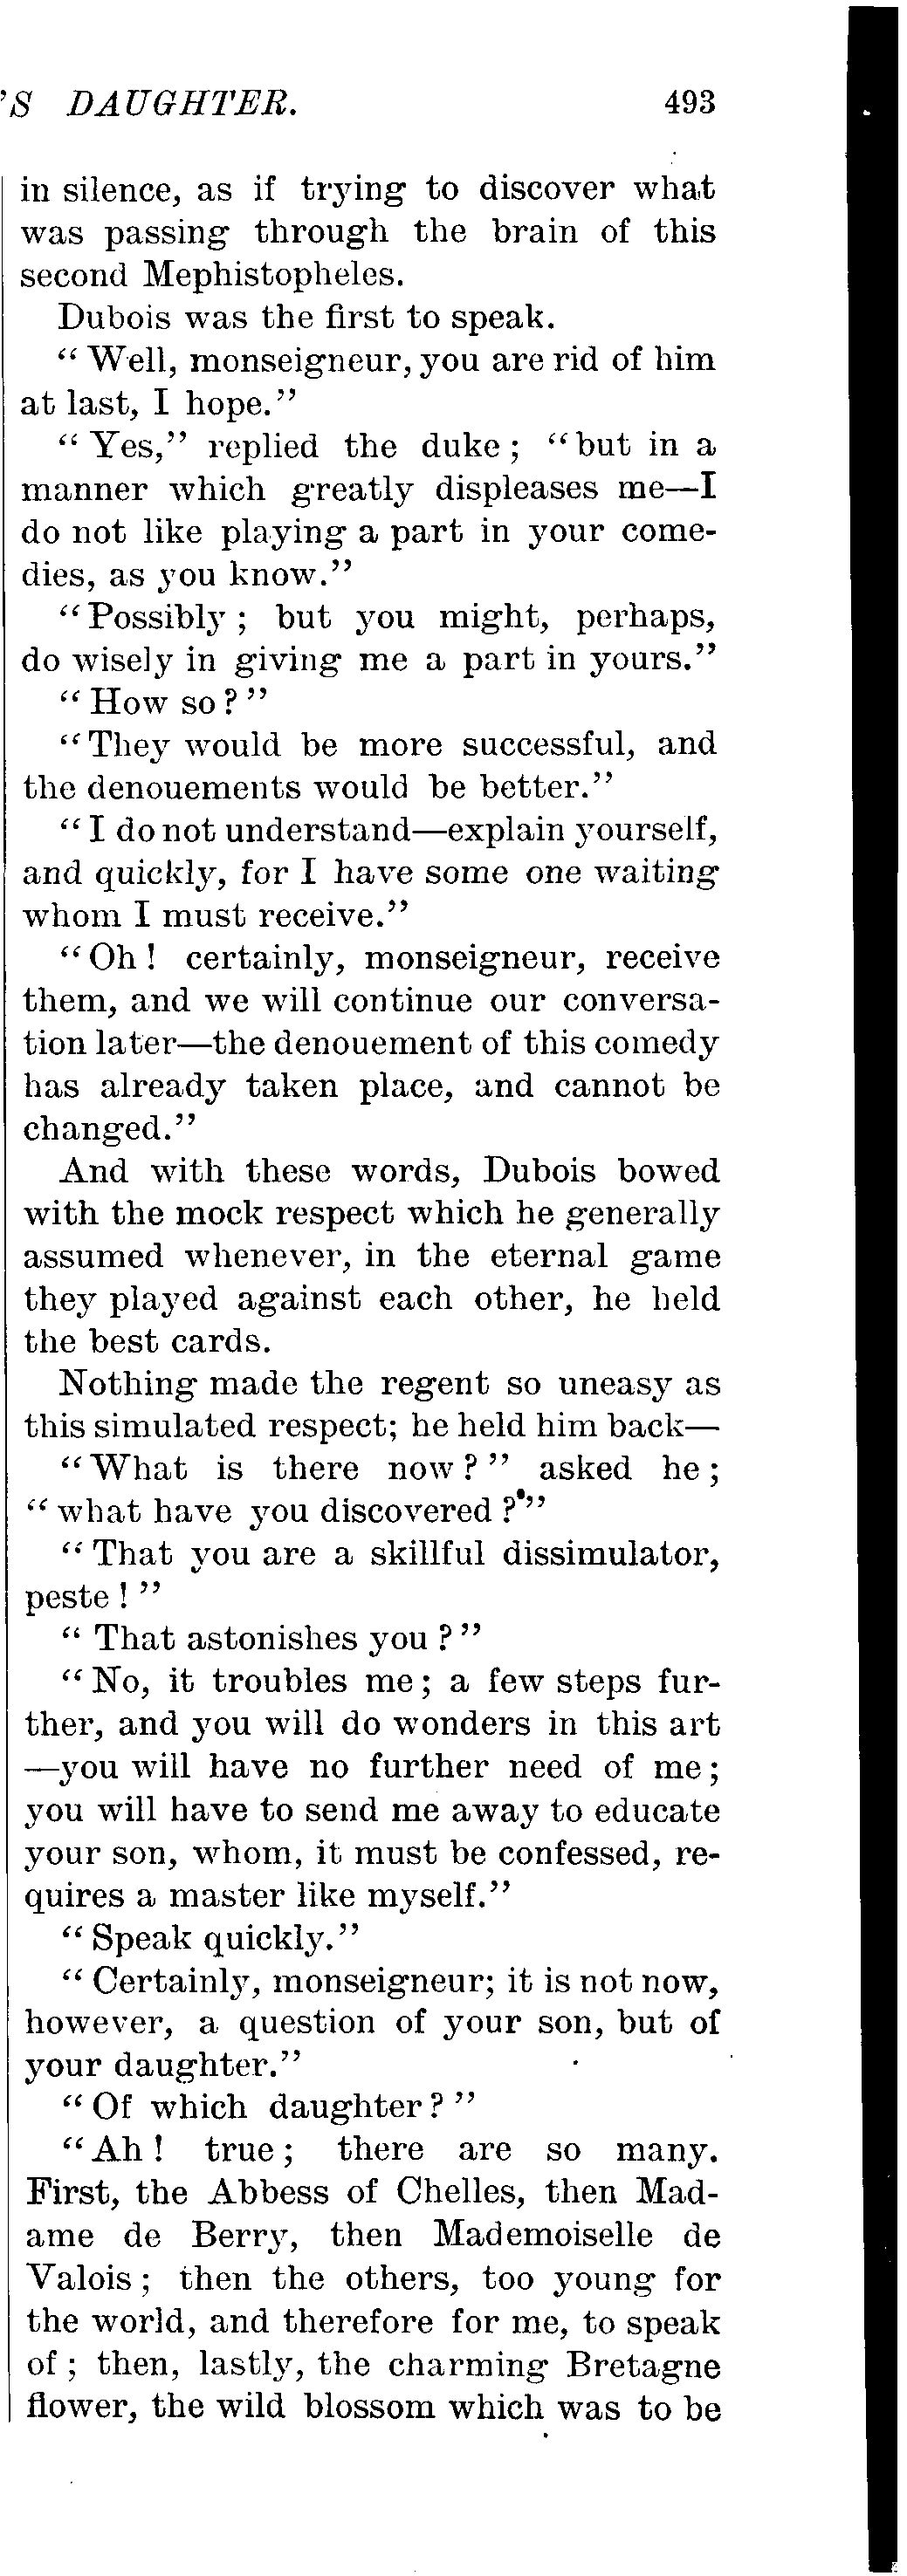 'S DAUGHTER. 493
in silence, as if trying to discover what
was passing through the brain of this
second Mephistopheles.
Dubois was the first to speak.
"Well, monseigneur, you are rid of him
at last, I hope."
"Yes," replied the duke; "but in a
manner which greatly displeases me—I
do not like playing a part in your come-
dies, as you know."
"Possibly; but you might, perhaps,
do wisely in giving me a part in yours."
"How so?"
"They would be more successful, and
the denouements would be better."
"I do not understand—explain yourself,
and quickly, for I have some one waiting
whom I must receive."
"Oh! certainly, monseigneur, receive
them, and we will continue our conversa-
tion later—the denouement of this comedy
has already taken place, and cannot be
changed."
And with these words, Dubois bowed
with the mock respect which he generally
assumed whenever, in the eternal game
they played against each other, he held
the best cards.
Nothing made the regent so uneasy as
this simulated respect; he held him back—
"What is there now?" asked he;
"what have you discovered?"
"That you are a skillful dissimulator,
peste!"
"That astonishes you?"
"No, it troubles me; a few steps fur-
ther, and you will do wonders in this art
—you will have no further need of me;
you will have to send me away to educate
your son, whom, it must be confessed, re-
quires a master like myself."
"Speak quickly."
"Certainly, monseigneur; it is not now,
however, a question of your son, but of
your daughter."
"Of which daughter?"
"Ah! true; there are so many.
First, the Abbess of Chelles, then Mad-
ame de Berry, then Mademoiselle de
Valois; then the others, too young for
the world, and therefore for me, to speak
of; then, lastly, the charming Bretagne
flower, the wild blossom which was to be